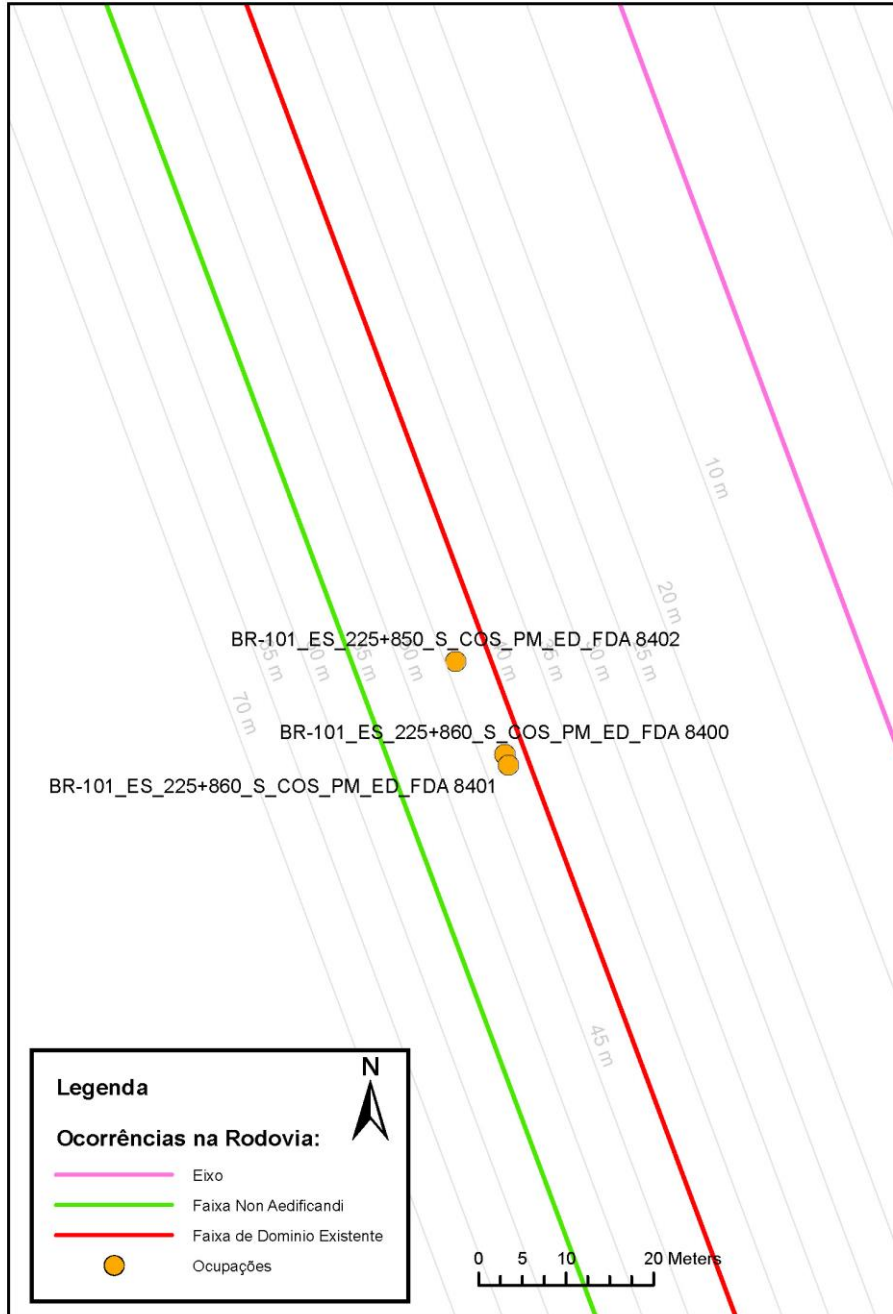 10 m
20 m
BR-101_ES_225+850_S_COS_PM_ED_FDA 8402
70 m
BR-101_ES_225+860_S_COS_PM_ED_FDA 8400
BR-101_ES_225+860_S_COS_PM_ED_FDA 8401
45 m
Legenda
N
Ocorrências na Rodovia:
Eixo
Faixa Non Aedificandi
Faixa de Dominio Existente
Ocupações
0 5 10 20 Meters